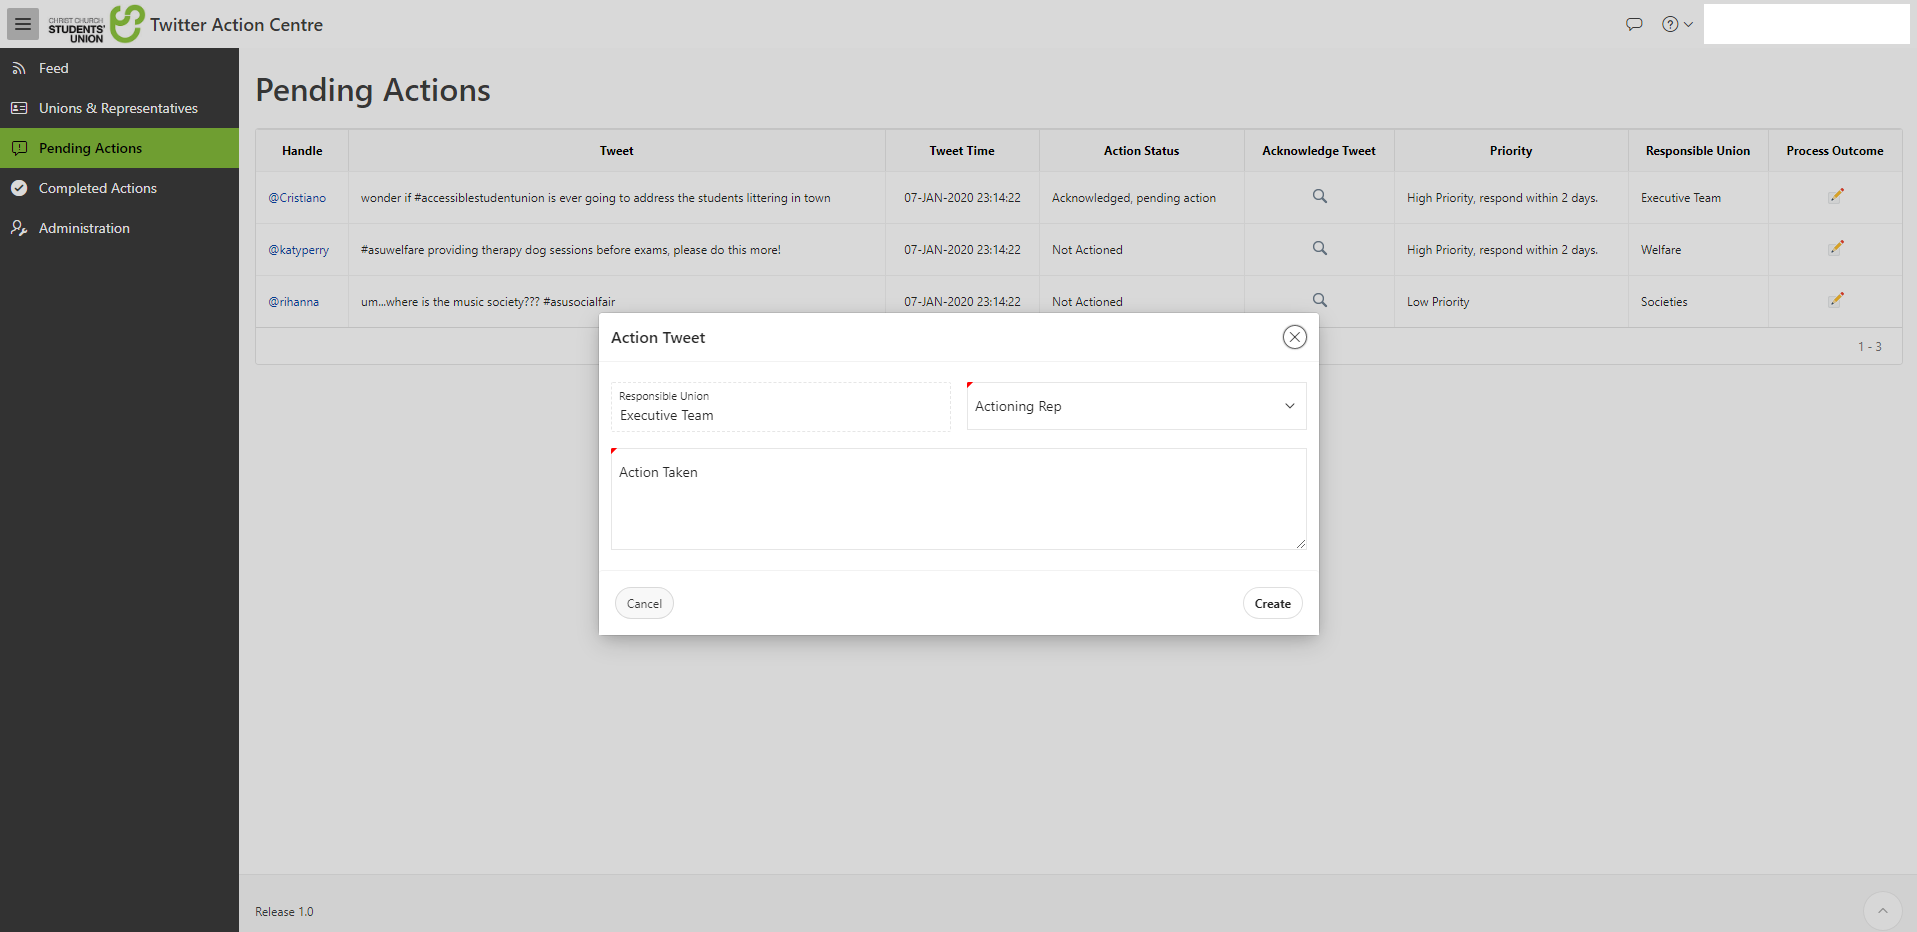 CHRIST CHURCH
STUDENTS'
UNION
Twitter Action Centre
Feed
Unions & Representatives
Pending Actions
Completed Actions
Administration
Pending Actions
Handle Tweet Tweet Time Action Status Acknowledge Tweet Priority Responsible Union Process Outcome
@Cristiano wonder if #accessiblestudentunion is ever going to address the students littering in town 07-JAN-2020 23:14:22 Acknowledged, pending action High Priority, respond within 2 days. Executive Team
@katyperry #asuwelfare providing therapy dog sessions before exams, please do this more! 07-JAN-2020 23:14:22 Not Actioned High Priority, respond within 2 days. Welfare
@rihanna um...where is the music society??? #asusocialfair 07-JAN-2020 23:14:22 Not Actioned Low Priority Societies
1 - 3
Action Tweet
Responsible Union
Executive Team
Actioning Rep
Action Taken
Cancel Create
Release 1.0